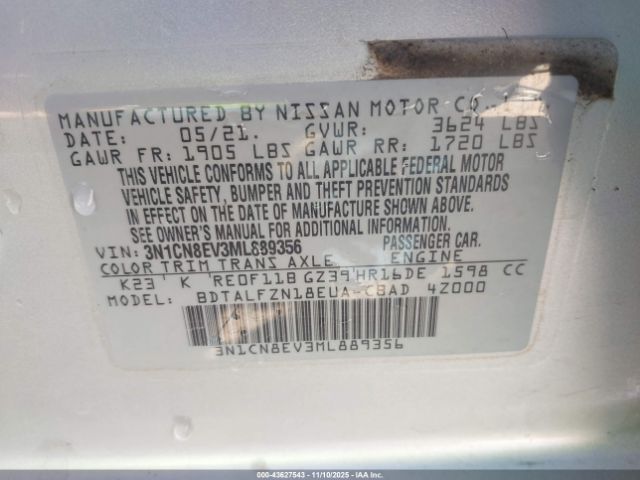 MANUFACTURED BY NISSAN MOTOR CO., LTD.
DATE: 05/21. GVWR: 3624 LBS
GAWR FR: 1905 LBS GAWR RR: 1720 LBS
THIS VEHICLE CONFORMS TO ALL APPLICABLE FEDERAL MOTOR
VEHICLE SAFETY, BUMPER AND THEFT PREVENTION STANDARDS
IN EFFECT ON THE DATE OF MANUFACTURE SHOWN ABOVE.
SEE OWNER'S MANUAL FOR ADDITIONAL INFORMATION.
VIN: 3N1CN8EV3ML889356 PASSENGER CAR.
COLOR TRIM TRANS AXLE ENGINE
K23 K RE0F11B GZ39 HR16DE 1598 CC
BDTALFZN18EUA-CBAD 4Z000
3N1CN8EV3ML889356
000-43627543 - 11/10/2025 - IAAI.COM